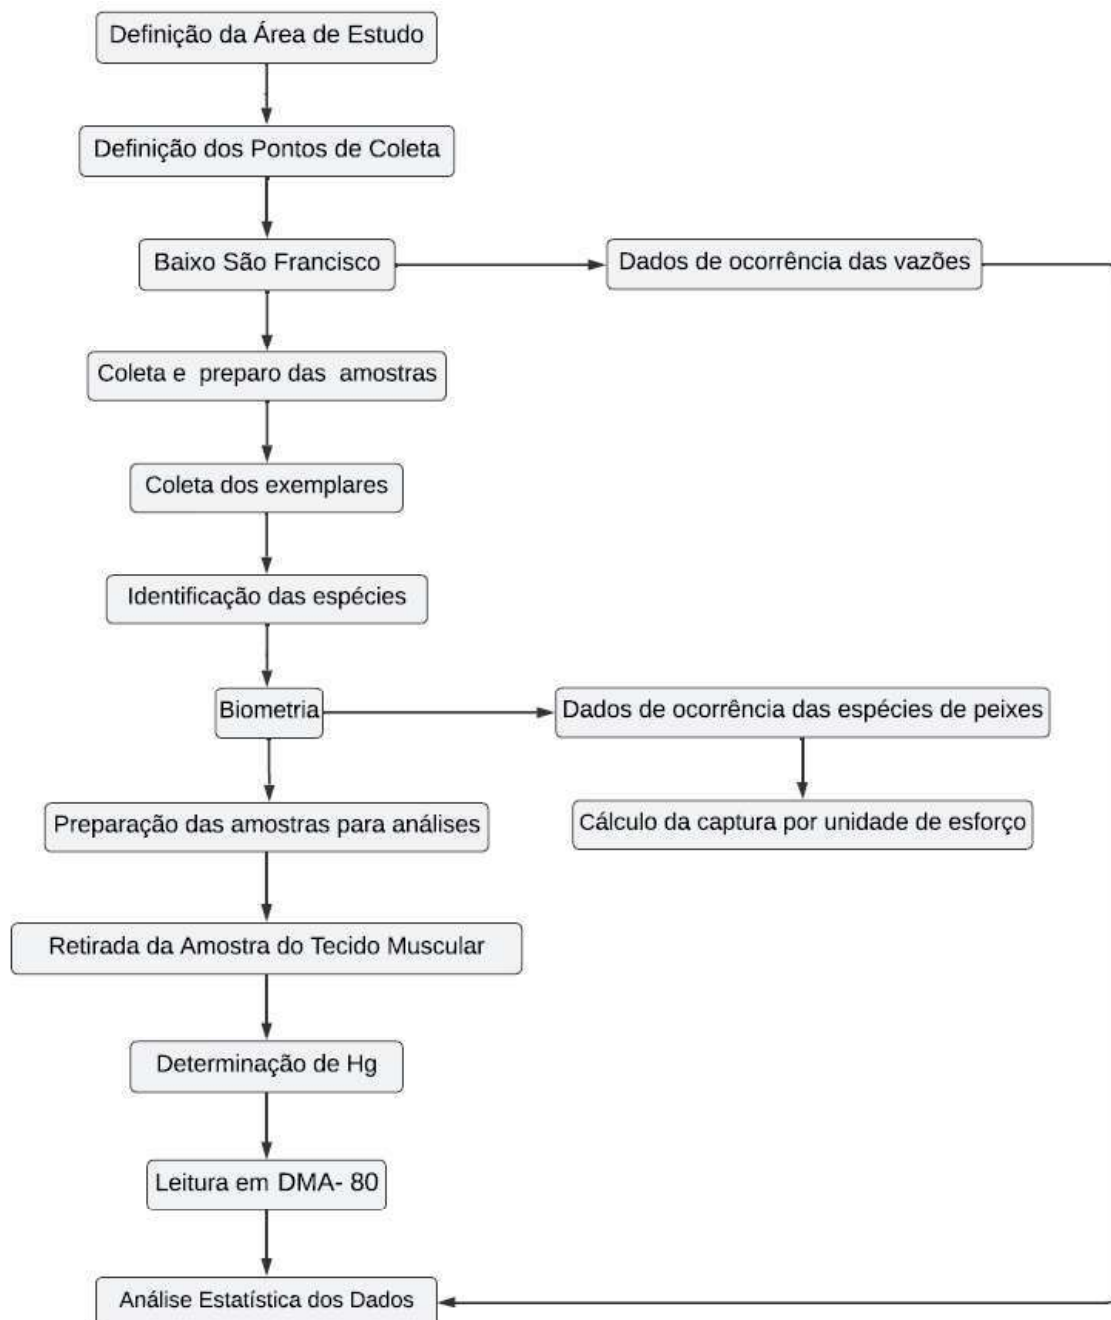 Definição da Área de Estudo
Definição dos Pontos de Coleta
Baixo São Francisco
Dados de ocorrência das vazões
Coleta e preparo das amostras
Coleta dos exemplares
Identificação das espécies
Biometria
Dados de ocorrência das espécies de peixes
Preparação das amostras para análises
Cálculo da captura por unidade de esforço
Retirada da Amostra do Tecido Muscular
Determinação de Hg
Leitura em DMA- 80
Análise Estatística dos Dados